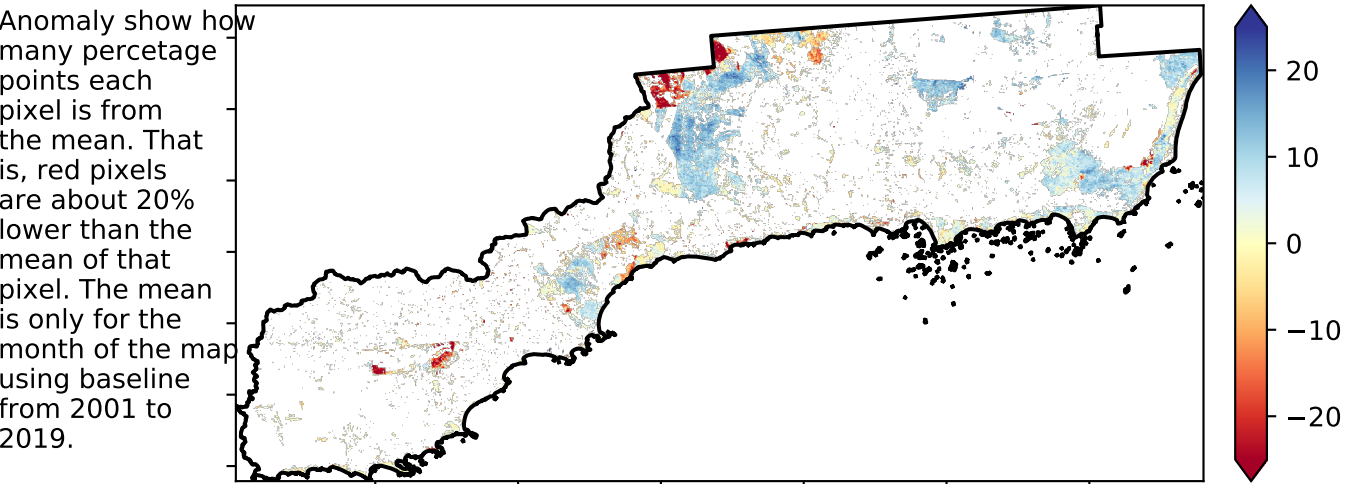 Anomaly show how
many percetage
points each
pixel is from
the mean. That
is, red pixels
are about 20%
lower than the
mean of that
pixel. The mean
is only for the
month of the map
using baseline
from 2001 to
2019.
20
10
0
−10
−20